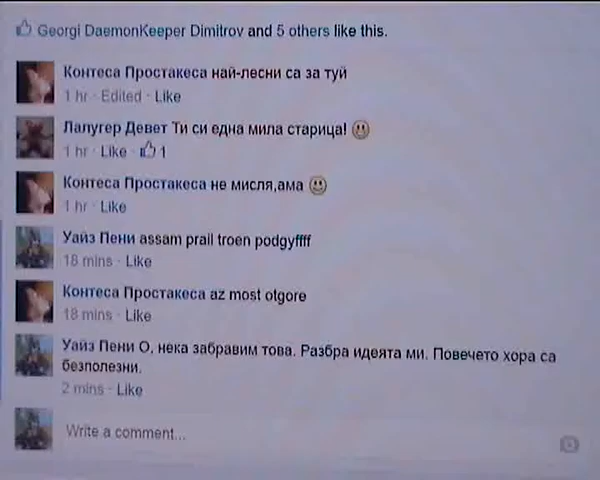 Georgi DaemonKeeper Dimitrov and 5 others like this.
Контеса Простакеса най-лесни са за туй
1 hr · Edited · Like
Лалугер Девет Ти си една мила старица!
1 hr · Like · 1
Контеса Простакеса не мисля,ама
1 hr · Like
Уайз Пени assam prail troen podgyffff
18 mins · Like
Контеса Простакеса az most otgore
18 mins · Like
Уайз Пени О, нека забравим това. Разбра идеята ми. Повечето хора са
безполезни.
2 mins · Like
Write a comment...